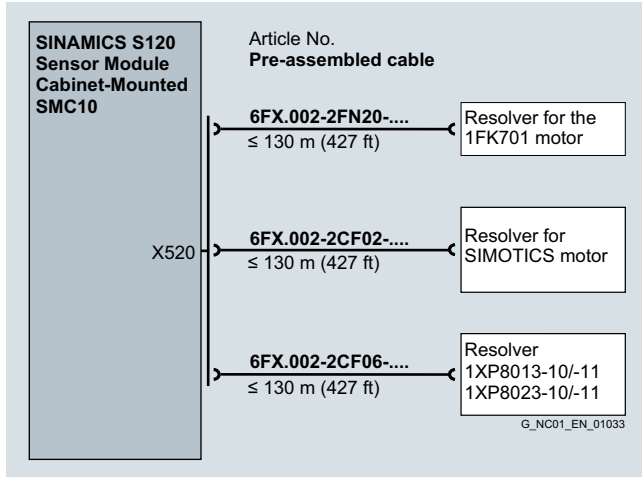 SINAMICS S120
Sensor Module
Cabinet-Mounted
SMC10
Article No.
Pre-assembled cable
6FX.002-2FN20-....
≤ 130 m (427 ft)
Resolver for the
1FK701 motor
X520
6FX.002-2CF02-....
≤ 130 m (427 ft)
Resolver for
SIMOTICS motor
6FX.002-2CF06-....
≤ 130 m (427 ft)
Resolver
1XP8013-10/-11
1XP8023-10/-11
G_NC01_EN_01033